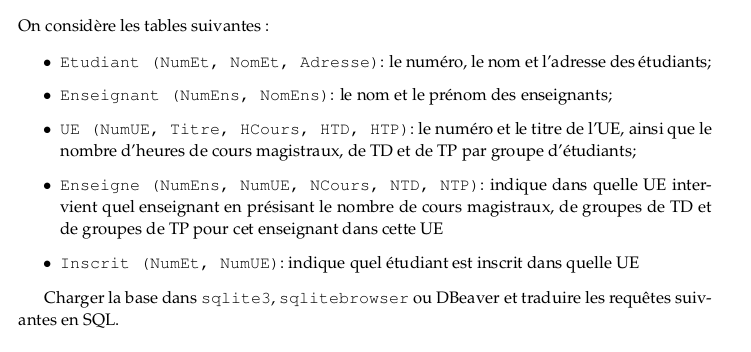 On considère les tables suivantes :
• Etudiant (NumEt, NomEt, Adresse): le numéro, le nom et l'adresse des étudiants;
• Enseignant (NumEns, NomEns): le nom et le prénom des enseignants;
• UE (NumUE, Titre, HCours, HTD, HTP): le numéro et le titre de l'UE, ainsi que le
nombre d'heures de cours magistraux, de TD et de TP par groupe d'étudiants;
• Enseigne (NumEns, NumUE, NCours, NTD, NTP): indique dans quelle UE inter-
vient quel enseignant en présisant le nombre de cours magistraux, de groupes de TD et
de groupes de TP pour cet enseignant dans cette UE
• Inscrit (NumEt, NumUE): indique quel étudiant est inscrit dans quelle UE
Charger la base dans sqlite3, sqlitebrowser ou DBeaver et traduire les requêtes suiv-
antes en SQL.